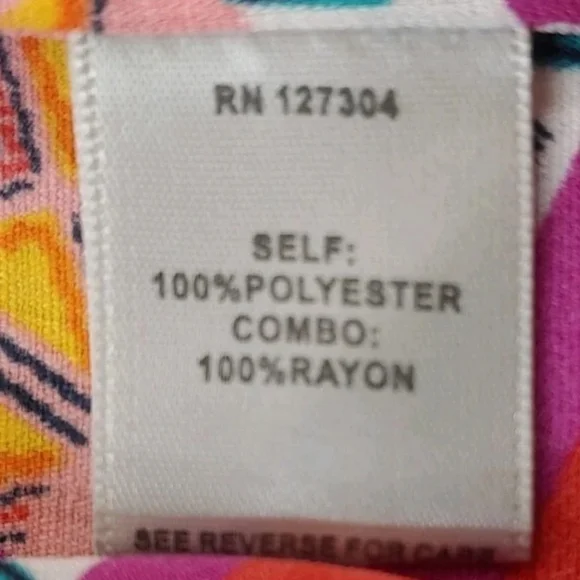 RN 127304
SELF:
100%POLYESTER
COMBO:
100%RAYON
SEE REVERSE FOR CARE